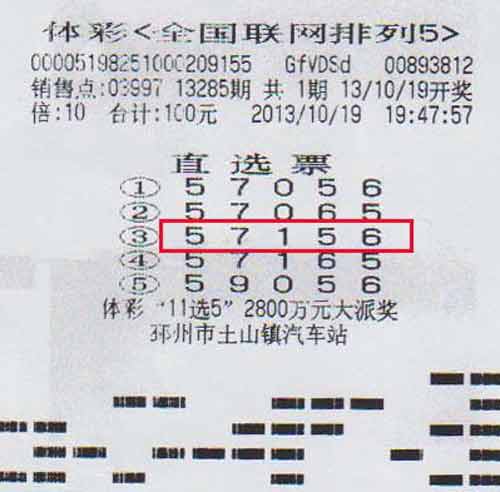 体彩<全国联网排列5>
00005198251000209155 GfVDSd 00893812
销售点:03997 13285期 共1期 13/10/19开奖
倍:10 合计:100元 2013/10/19 19:47:57
直选票
① 5 7 0 5 6
② 5 7 0 6 5
③ 5 7 1 5 6
④ 5 7 1 6 5
⑤ 5 9 0 5 6
体彩 "11选5" 2800万元大派奖
邳州市土山镇汽车站